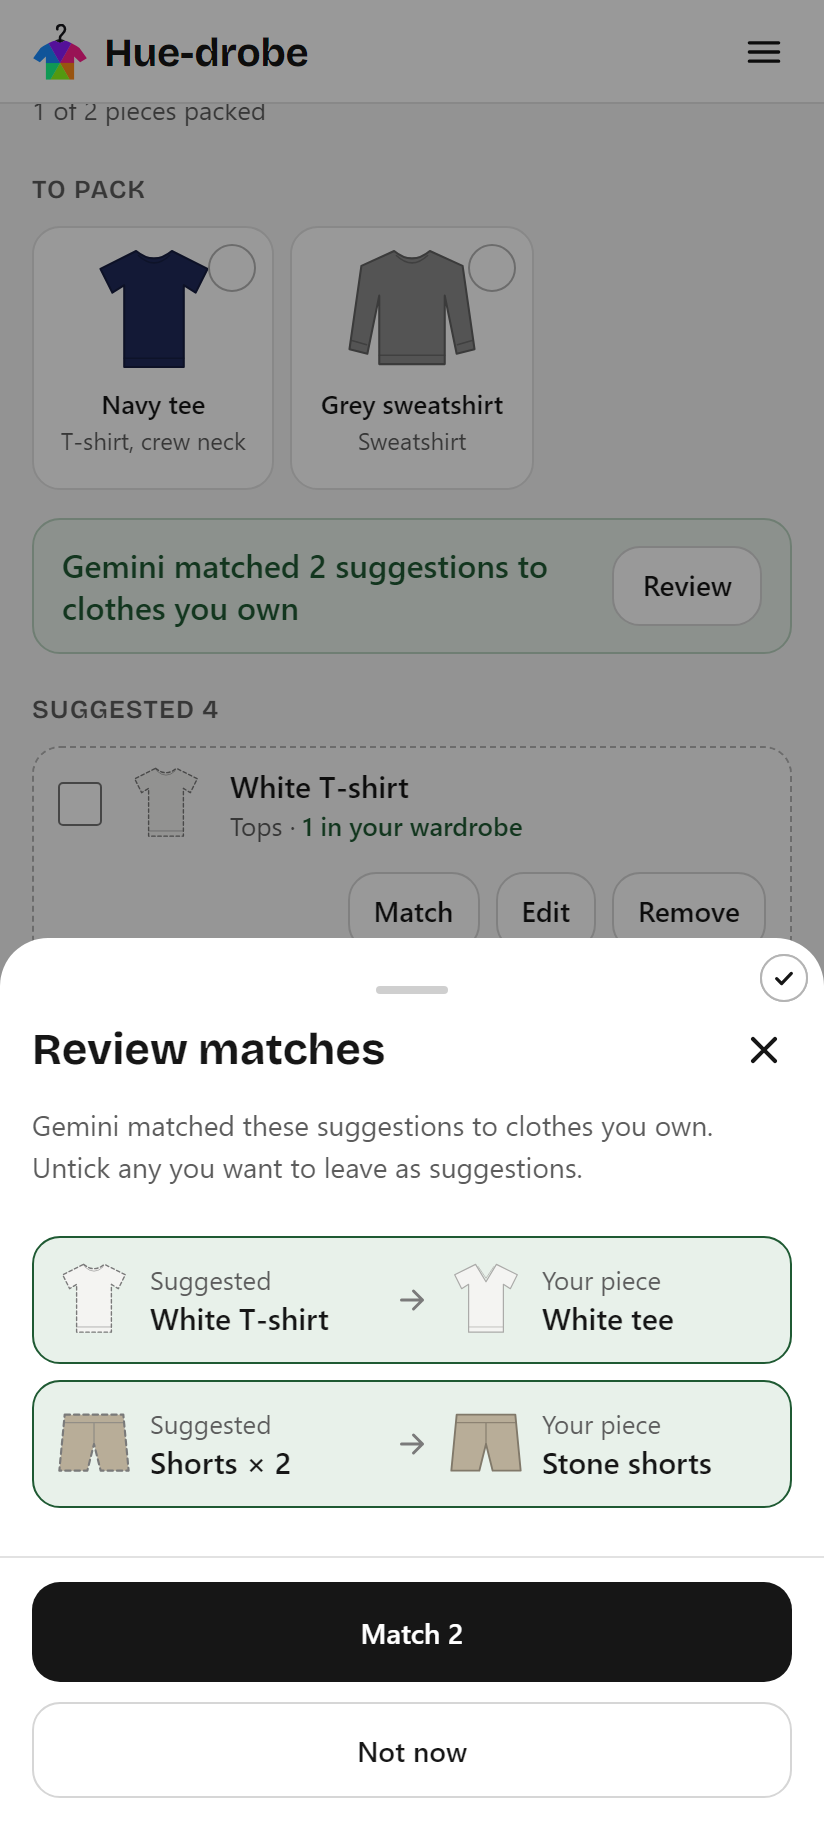 Hue-drobe
1 of 2 pieces packed
TO PACK
Navy tee
T-shirt, crew neck
Grey sweatshirt
Sweatshirt
Gemini matched 2 suggestions to
clothes you own
Review
SUGGESTED 4
White T-shirt
Tops · 1 in your wardrobe
Match
Edit
Remove
Review matches
Gemini matched these suggestions to clothes you own.
Untick any you want to leave as suggestions.
Suggested
White T-shirt
→
Your piece
White tee
Suggested
Shorts × 2
→
Your piece
Stone shorts
Match 2
Not now